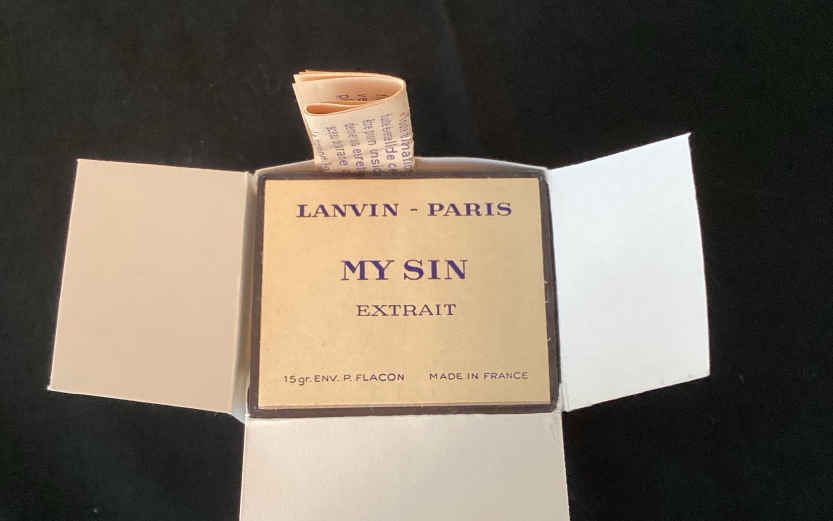 LANVIN - PARIS
MY SIN
EXTRAIT
15 gr. ENV. P. FLACON MADE IN FRANCE